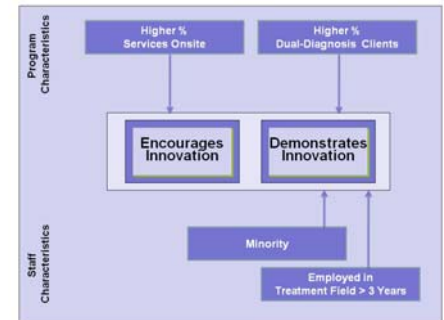 Program
Characteristics
Higher %
Services Onsite
Higher %
Dual-Diagnosis Clients
Encourages
Innovation
Demonstrates
Innovation
Staff
Characteristics
Minority
Employed in
Treatment Field > 3 Years